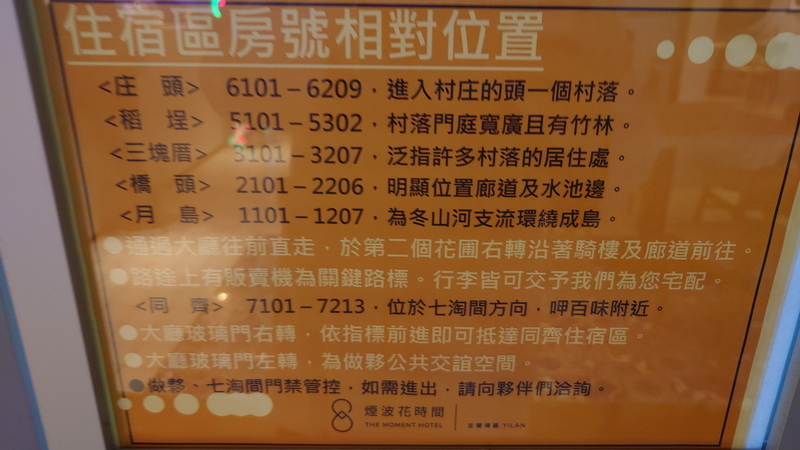 住宿區房號相對位置
<庄 頭> 6101－6209．進入村庄的頭一個村落。
<稻 埕> 5101－5302．村落門庭寬廣且有竹林。
<三塊厝> 3101－3207．泛指許多村落的居住處。
<橋 頭> 2101－2206．明顯位置廊道及水池邊。
<月 島> 1101－1207．為冬山河支流環繞成島。
●通過大廳往前直走，於第二個花圃右轉沿著騎樓及廊道前往。
●路途上有販賣機為關鍵路標。行李皆可交予我們為您宅配。
<同 齊> 7101－7213．位於七淘間方向，呷百味附近。
●大廳玻璃門右轉，依指標前進即可抵達同齊住宿區。
●大廳玻璃門左轉，為做夥公共交誼空間。
●做夥、七淘間門禁管控，如需進出，請向夥伴們洽詢。
煙波花時間
THE MOMENT HOTEL
宜蘭傳藝 YILAN